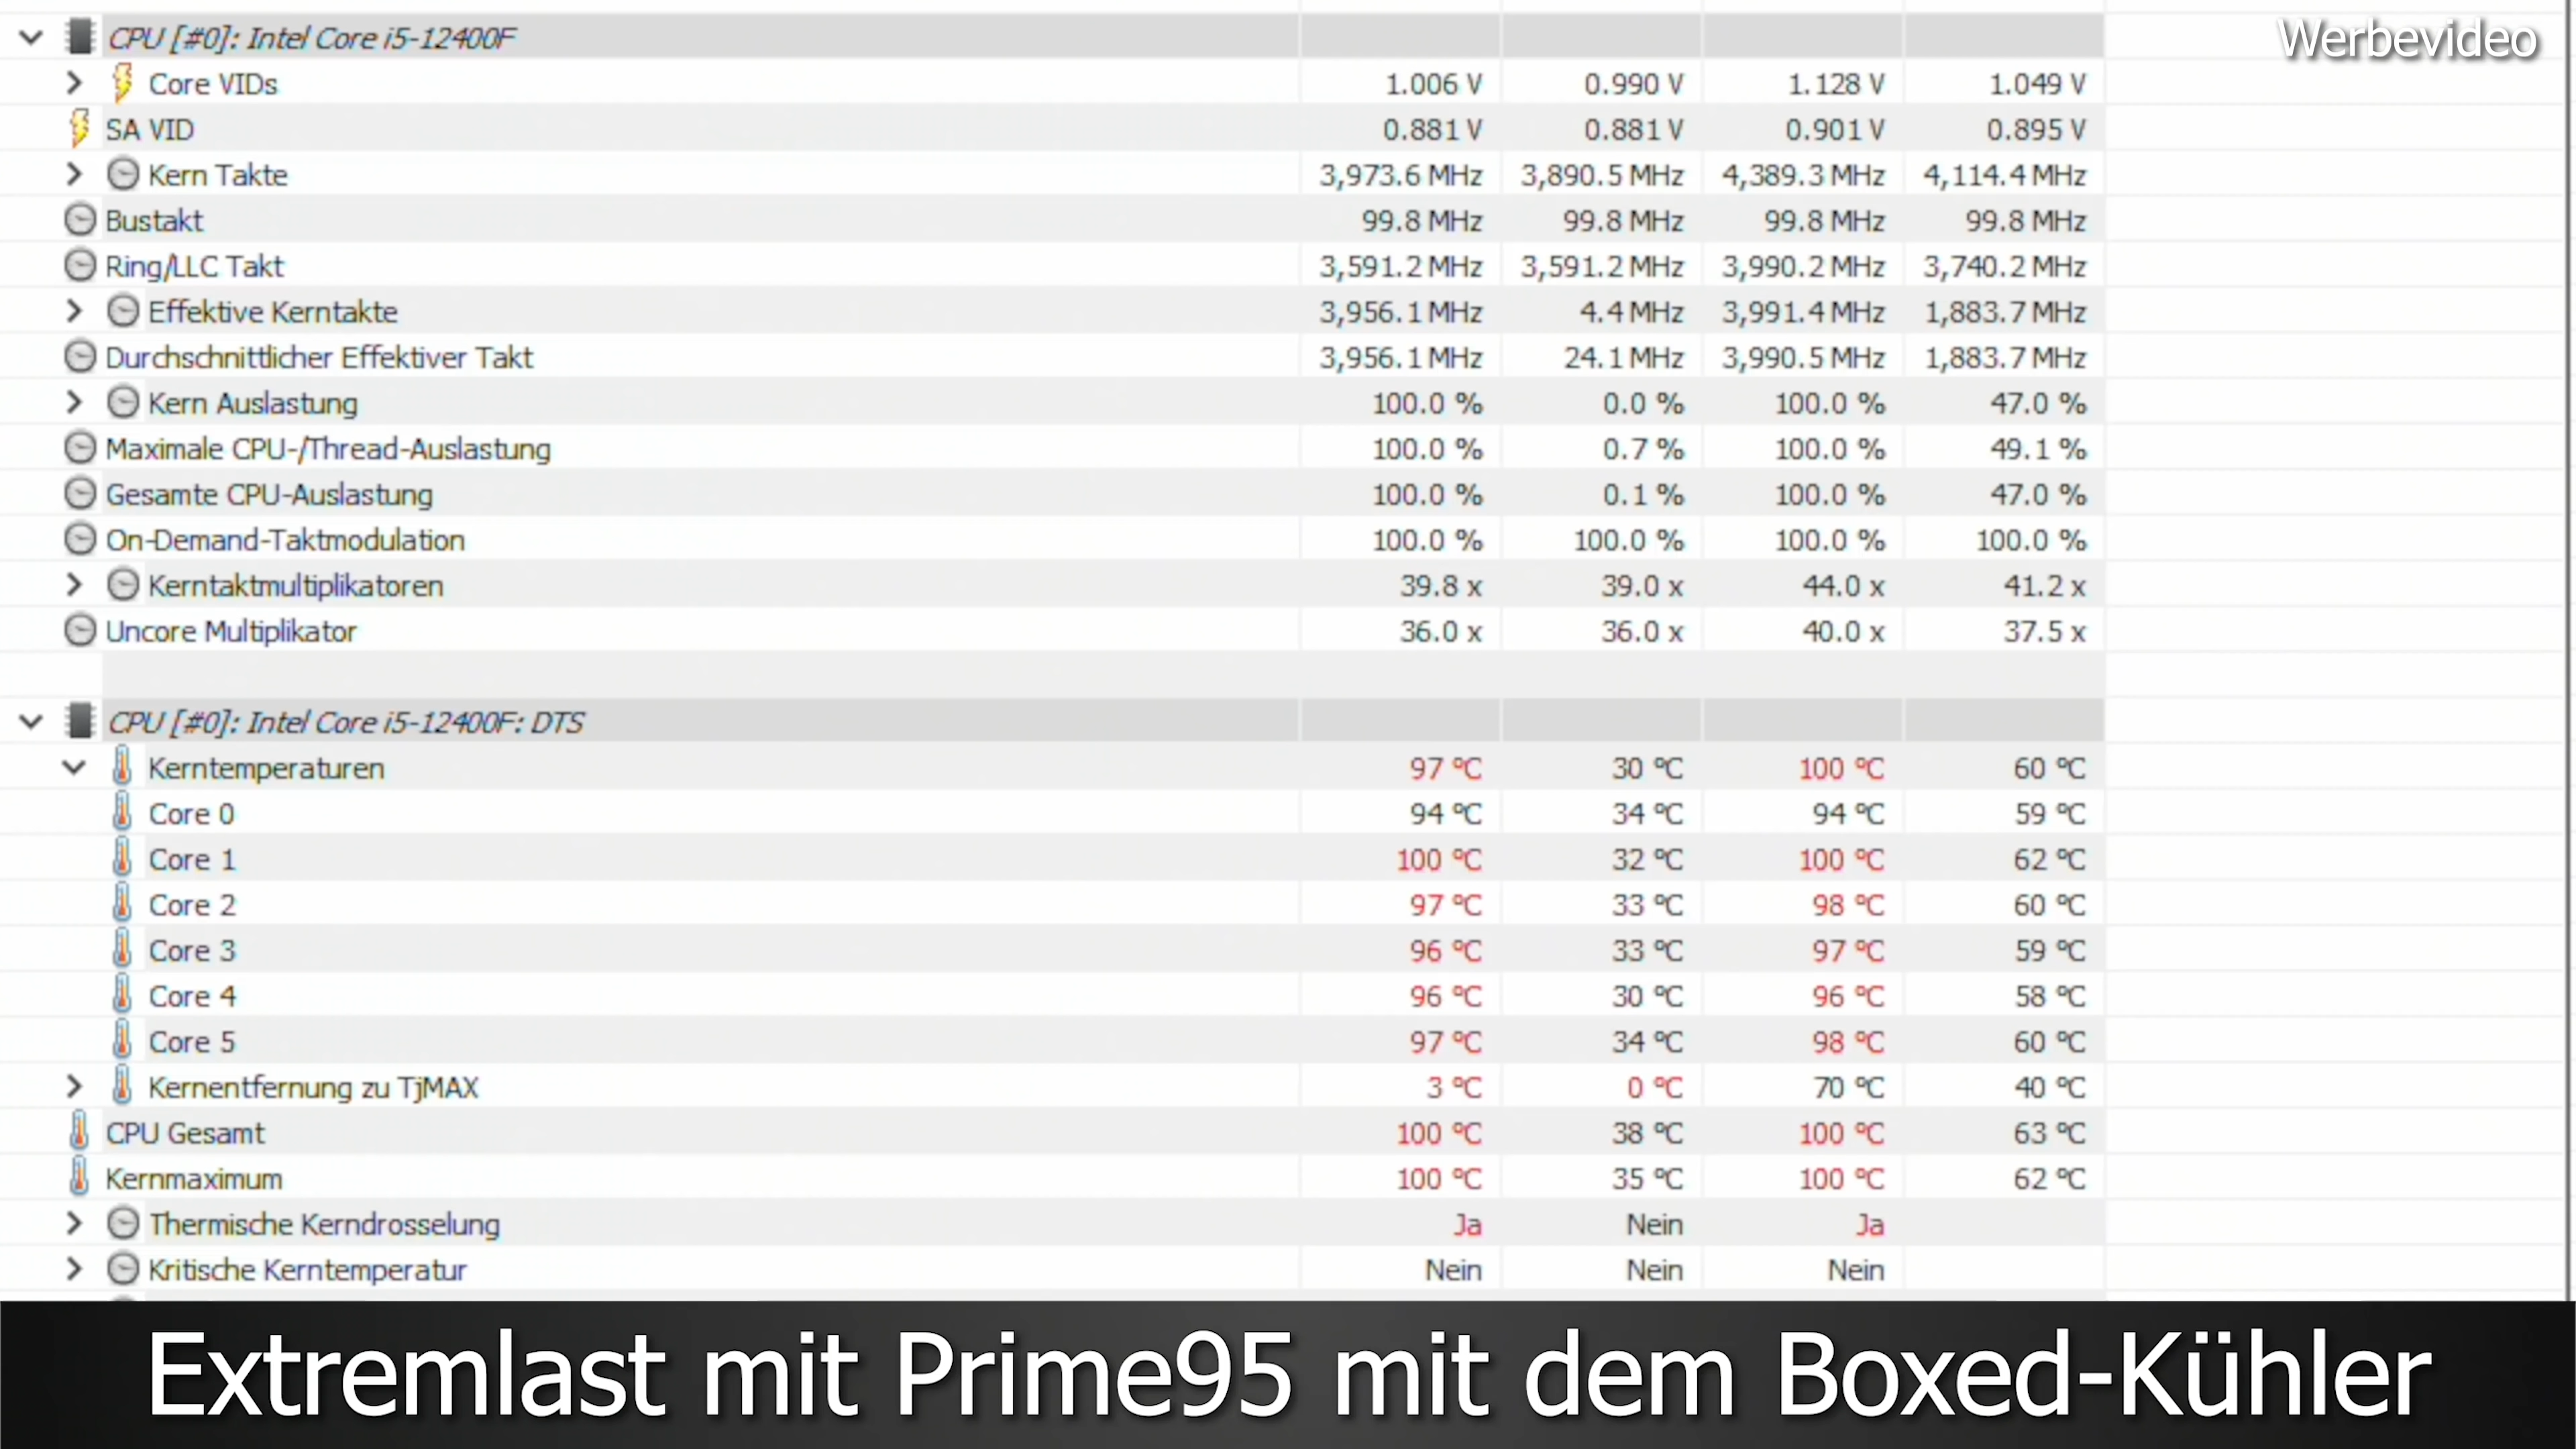 Werbevideo
CPU [#0]: Intel Core i5-12400F
Core VIDs 1.006 V 0.990 V 1.128 V 1.049 V
SA VID 0.881 V 0.881 V 0.901 V 0.895 V
Kern Takte 3,973.6 MHz 3,890.5 MHz 4,389.3 MHz 4,114.4 MHz
Bustakt 99.8 MHz 99.8 MHz 99.8 MHz 99.8 MHz
Ring/LLC Takt 3,591.2 MHz 3,591.2 MHz 3,990.2 MHz 3,740.2 MHz
Effektive Kerntakte 3,956.1 MHz 4.4 MHz 3,991.4 MHz 1,883.7 MHz
Durchschnittlicher Effektiver Takt 3,956.1 MHz 24.1 MHz 3,990.5 MHz 1,883.7 MHz
Kern Auslastung 100.0 % 0.0 % 100.0 % 47.0 %
Maximale CPU-/Thread-Auslastung 100.0 % 0.7 % 100.0 % 49.1 %
Gesamte CPU-Auslastung 100.0 % 0.1 % 100.0 % 47.0 %
On-Demand-Taktmodulation 100.0 % 100.0 % 100.0 % 100.0 %
Kerntaktmultiplikatoren 39.8 x 39.0 x 44.0 x 41.2 x
Uncore Multiplikator 36.0 x 36.0 x 40.0 x 37.5 x
CPU [#0]: Intel Core i5-12400F: DTS
Kerntemperaturen 97 °C 30 °C 100 °C 60 °C
Core 0 94 °C 34 °C 94 °C 59 °C
Core 1 100 °C 32 °C 100 °C 62 °C
Core 2 97 °C 33 °C 98 °C 60 °C
Core 3 96 °C 33 °C 97 °C 59 °C
Core 4 96 °C 30 °C 96 °C 58 °C
Core 5 97 °C 34 °C 98 °C 60 °C
Kernentfernung zu TjMAX 3 °C 0 °C 70 °C 40 °C
CPU Gesamt 100 °C 38 °C 100 °C 63 °C
Kernmaximum 100 °C 35 °C 100 °C 62 °C
Thermische Kerndrosselung Ja Nein Ja
Kritische Kerntemperatur Nein Nein Nein
Extremlast mit Prime95 mit dem Boxed-Kühler